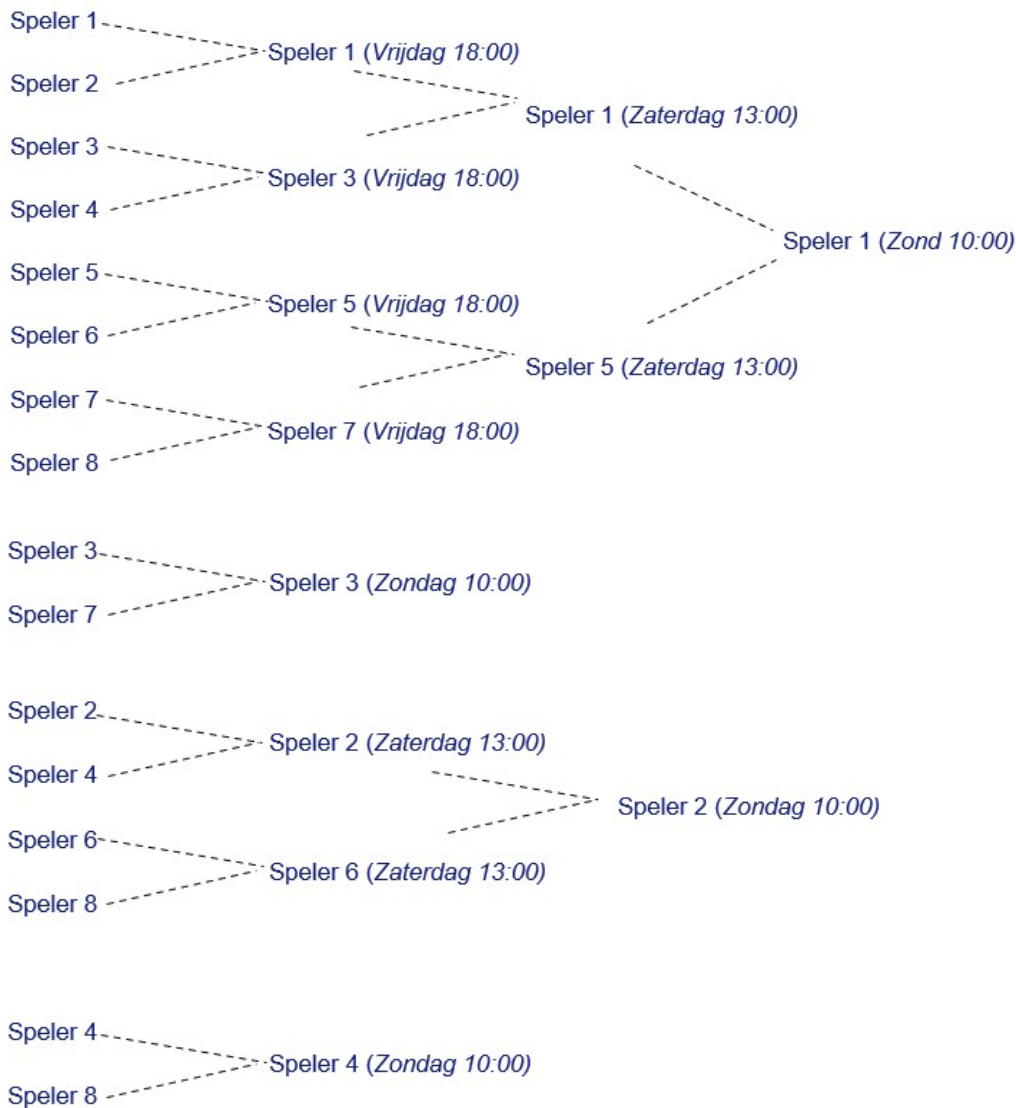 Speler 1
Speler 1 (Vrijdag 18:00)
Speler 2
Speler 1 (Zaterdag 13:00)
Speler 3
Speler 3 (Vrijdag 18:00)
Speler 4
Speler 1 (Zond 10:00)
Speler 5
Speler 5 (Vrijdag 18:00)
Speler 6
Speler 5 (Zaterdag 13:00)
Speler 7
Speler 7 (Vrijdag 18:00)
Speler 8
Speler 3
Speler 3 (Zondag 10:00)
Speler 7
Speler 2
Speler 2 (Zaterdag 13:00)
Speler 4
Speler 2 (Zondag 10:00)
Speler 6
Speler 6 (Zaterdag 13:00)
Speler 8
Speler 4
Speler 4 (Zondag 10:00)
Speler 8